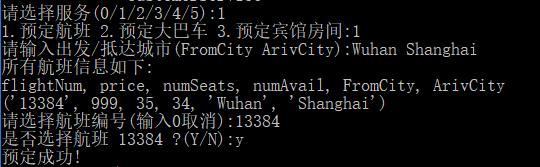 请选择服务(0/1/2/3/4/5):1
1.预定航班 2.预定大巴车 3.预定宾馆房间:1
请输入出发/抵达城市(FromCity ArivCity):Wuhan Shanghai
所有航班信息如下:
flightNum, price, numSeats, numAvail, FromCity, ArivCity
('13384', 999, 35, 34, 'Wuhan', 'Shanghai')
请选择航班编号(输入0取消):13384
是否选择航班 13384 ?(Y/N):y
预定成功!